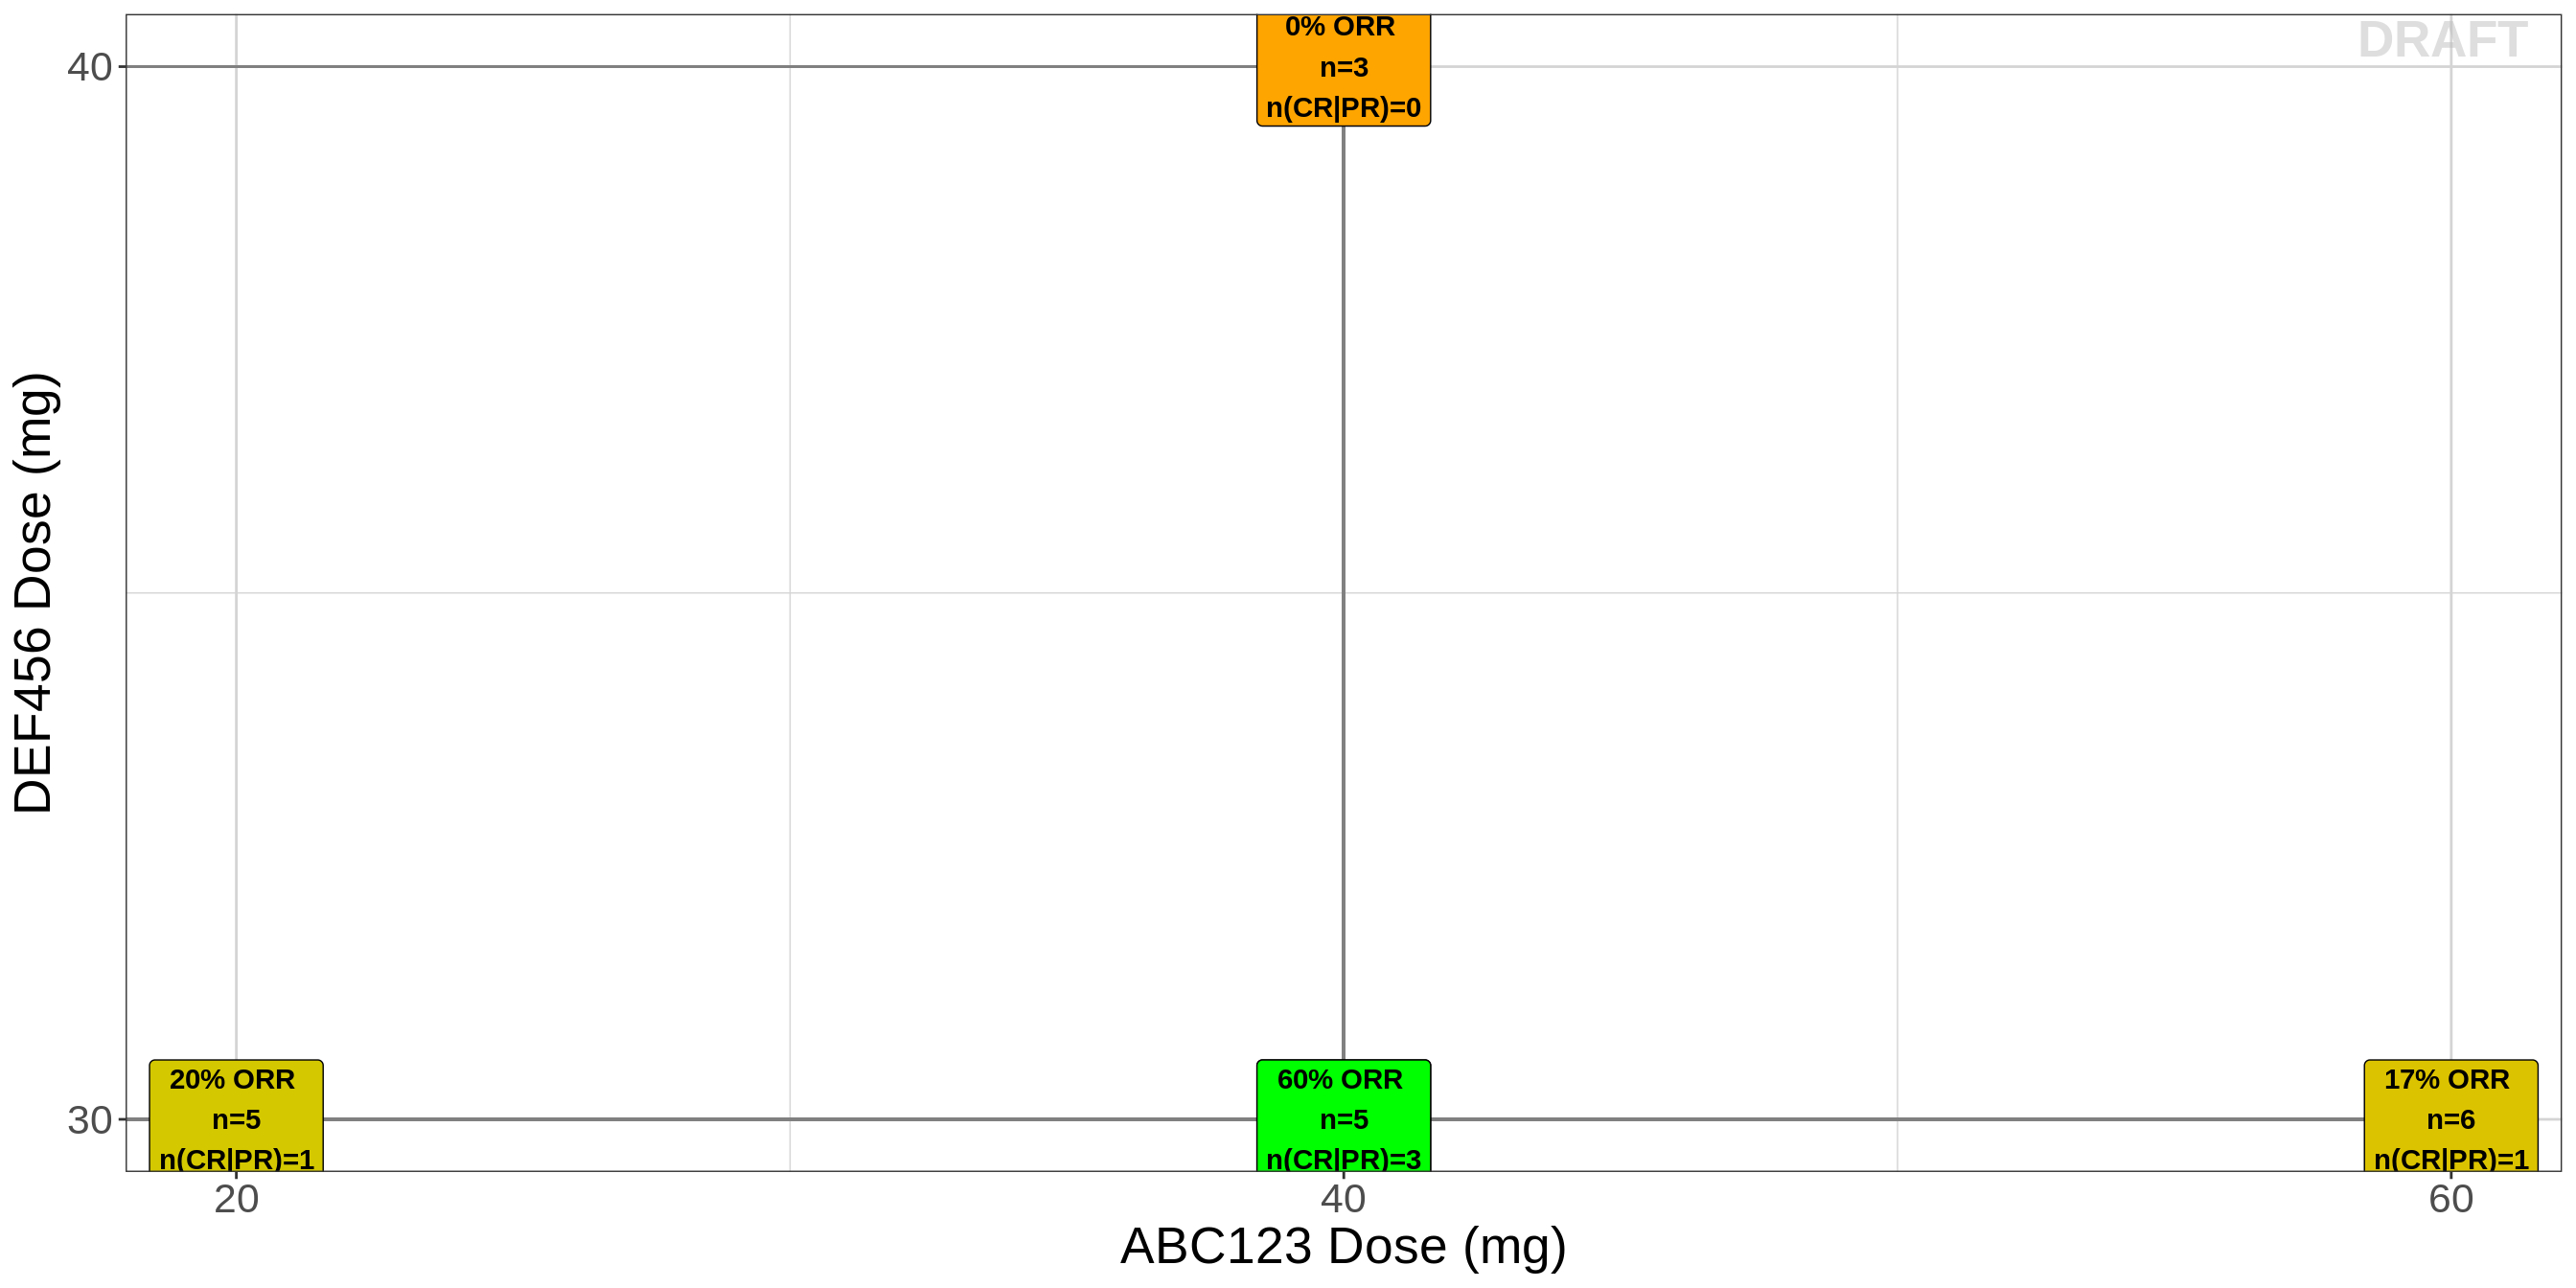 DRAFT
0% ORR
n=3
n(CR|PR)=0
40
DEF456 Dose (mg)
20% ORR
n=5
n(CR|PR)=1
60% ORR
n=5
n(CR|PR)=3
17% ORR
n=6
n(CR|PR)=1
30
20
40
60
ABC123 Dose (mg)